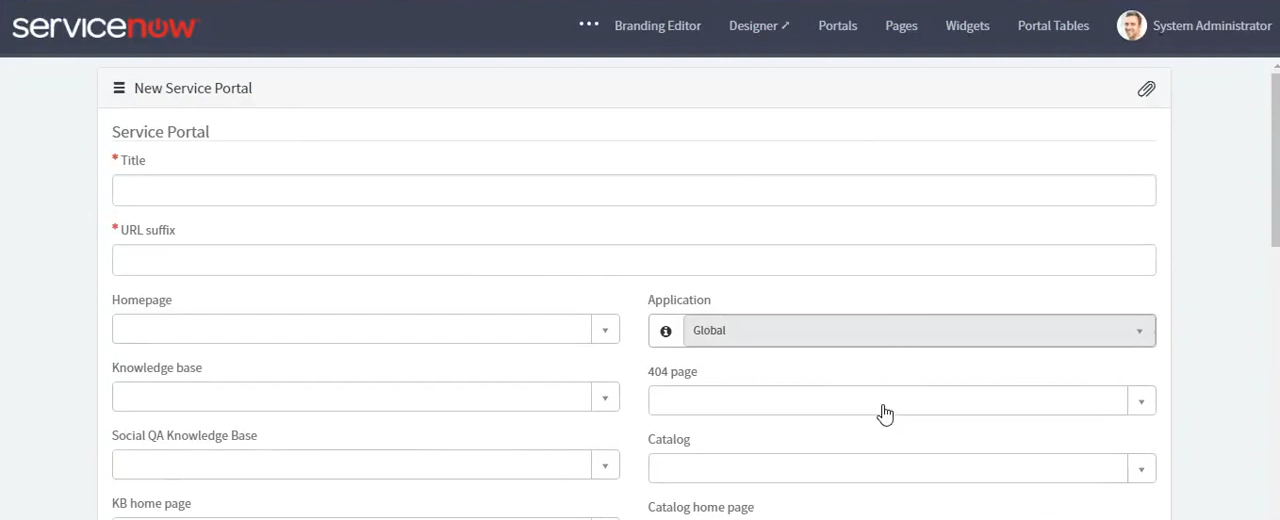 servicenow
••• Branding Editor Designer Portals Pages Widgets Portal Tables System Administrator
New Service Portal
Service Portal
* Title
* URL suffix
Homepage Application
Global
Knowledge base 404 page
Social QA Knowledge Base Catalog
KB home page Catalog home page